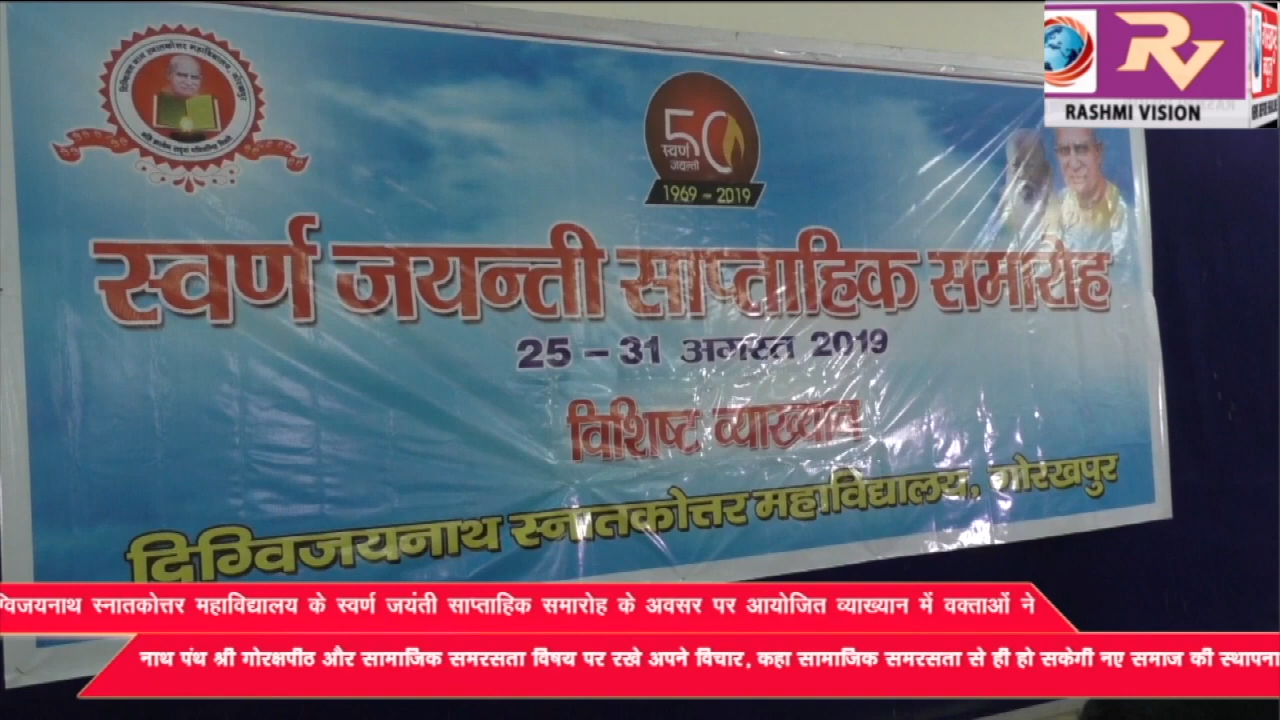 RV
RASHMI VISION
50
स्वर्ण
जयन्ती
1969 - 2019
स्वर्ण जयन्ती साप्ताहिक समारोह
25 - 31 अगस्त 2019
विशिष्ट व्याख्यान
दिग्विजयनाथ स्नातकोत्तर महाविद्यालय, गोरखपुर
ग्विजयनाथ स्नातकोत्तर महाविद्यालय के स्वर्ण जयंती साप्ताहिक समारोह के अवसर पर आयोजित व्याख्यान में वक्ताओं ने
नाथ पंथ श्री गोरक्षपीठ और सामाजिक समरसता विषय पर रखे अपने विचार, कहा सामाजिक समरसता से ही हो सकेगी नए समाज की स्थापना